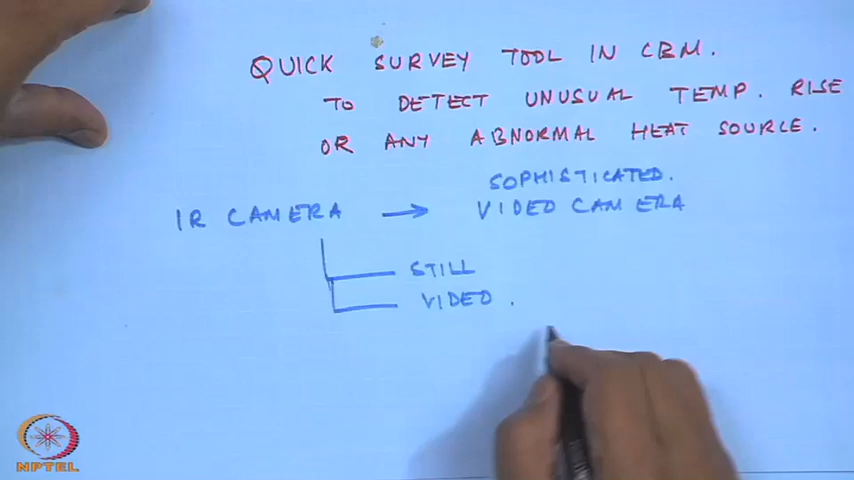 QUICK SURVEY TOOL IN CBM.
TO DETECT UNUSUAL TEMP. RISE
OR ANY ABNORMAL HEAT SOURCE.
IR CAMERA → SOPHISTICATED.
VIDEO CAMERA
STILL
VIDEO.
NPTEL